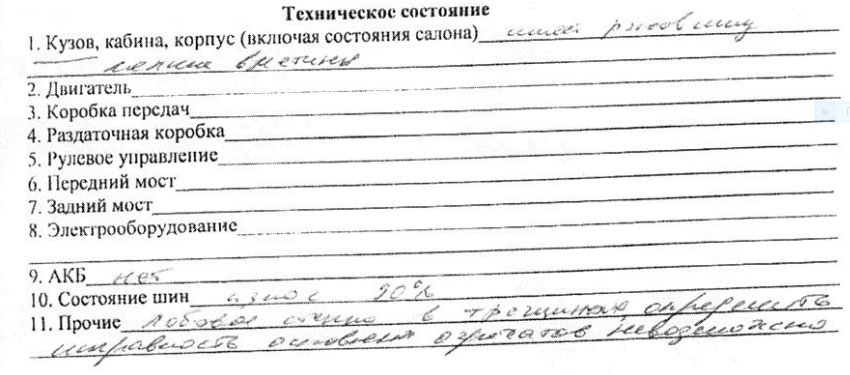 Техническое состояние
1. Кузов, кабина, корпус (включая состояния салона) имеет ржавчину
мелкие вмятины
2. Двигатель
3. Коробка передач
4. Раздаточная коробка
5. Рулевое управление
6. Передний мост
7. Задний мост
8. Электрооборудование
9. АКБ нет
10. Состояние шин износ 90%
11. Прочие лобовое стекло в трещинах определить
исправность основных агрегатов невозможно